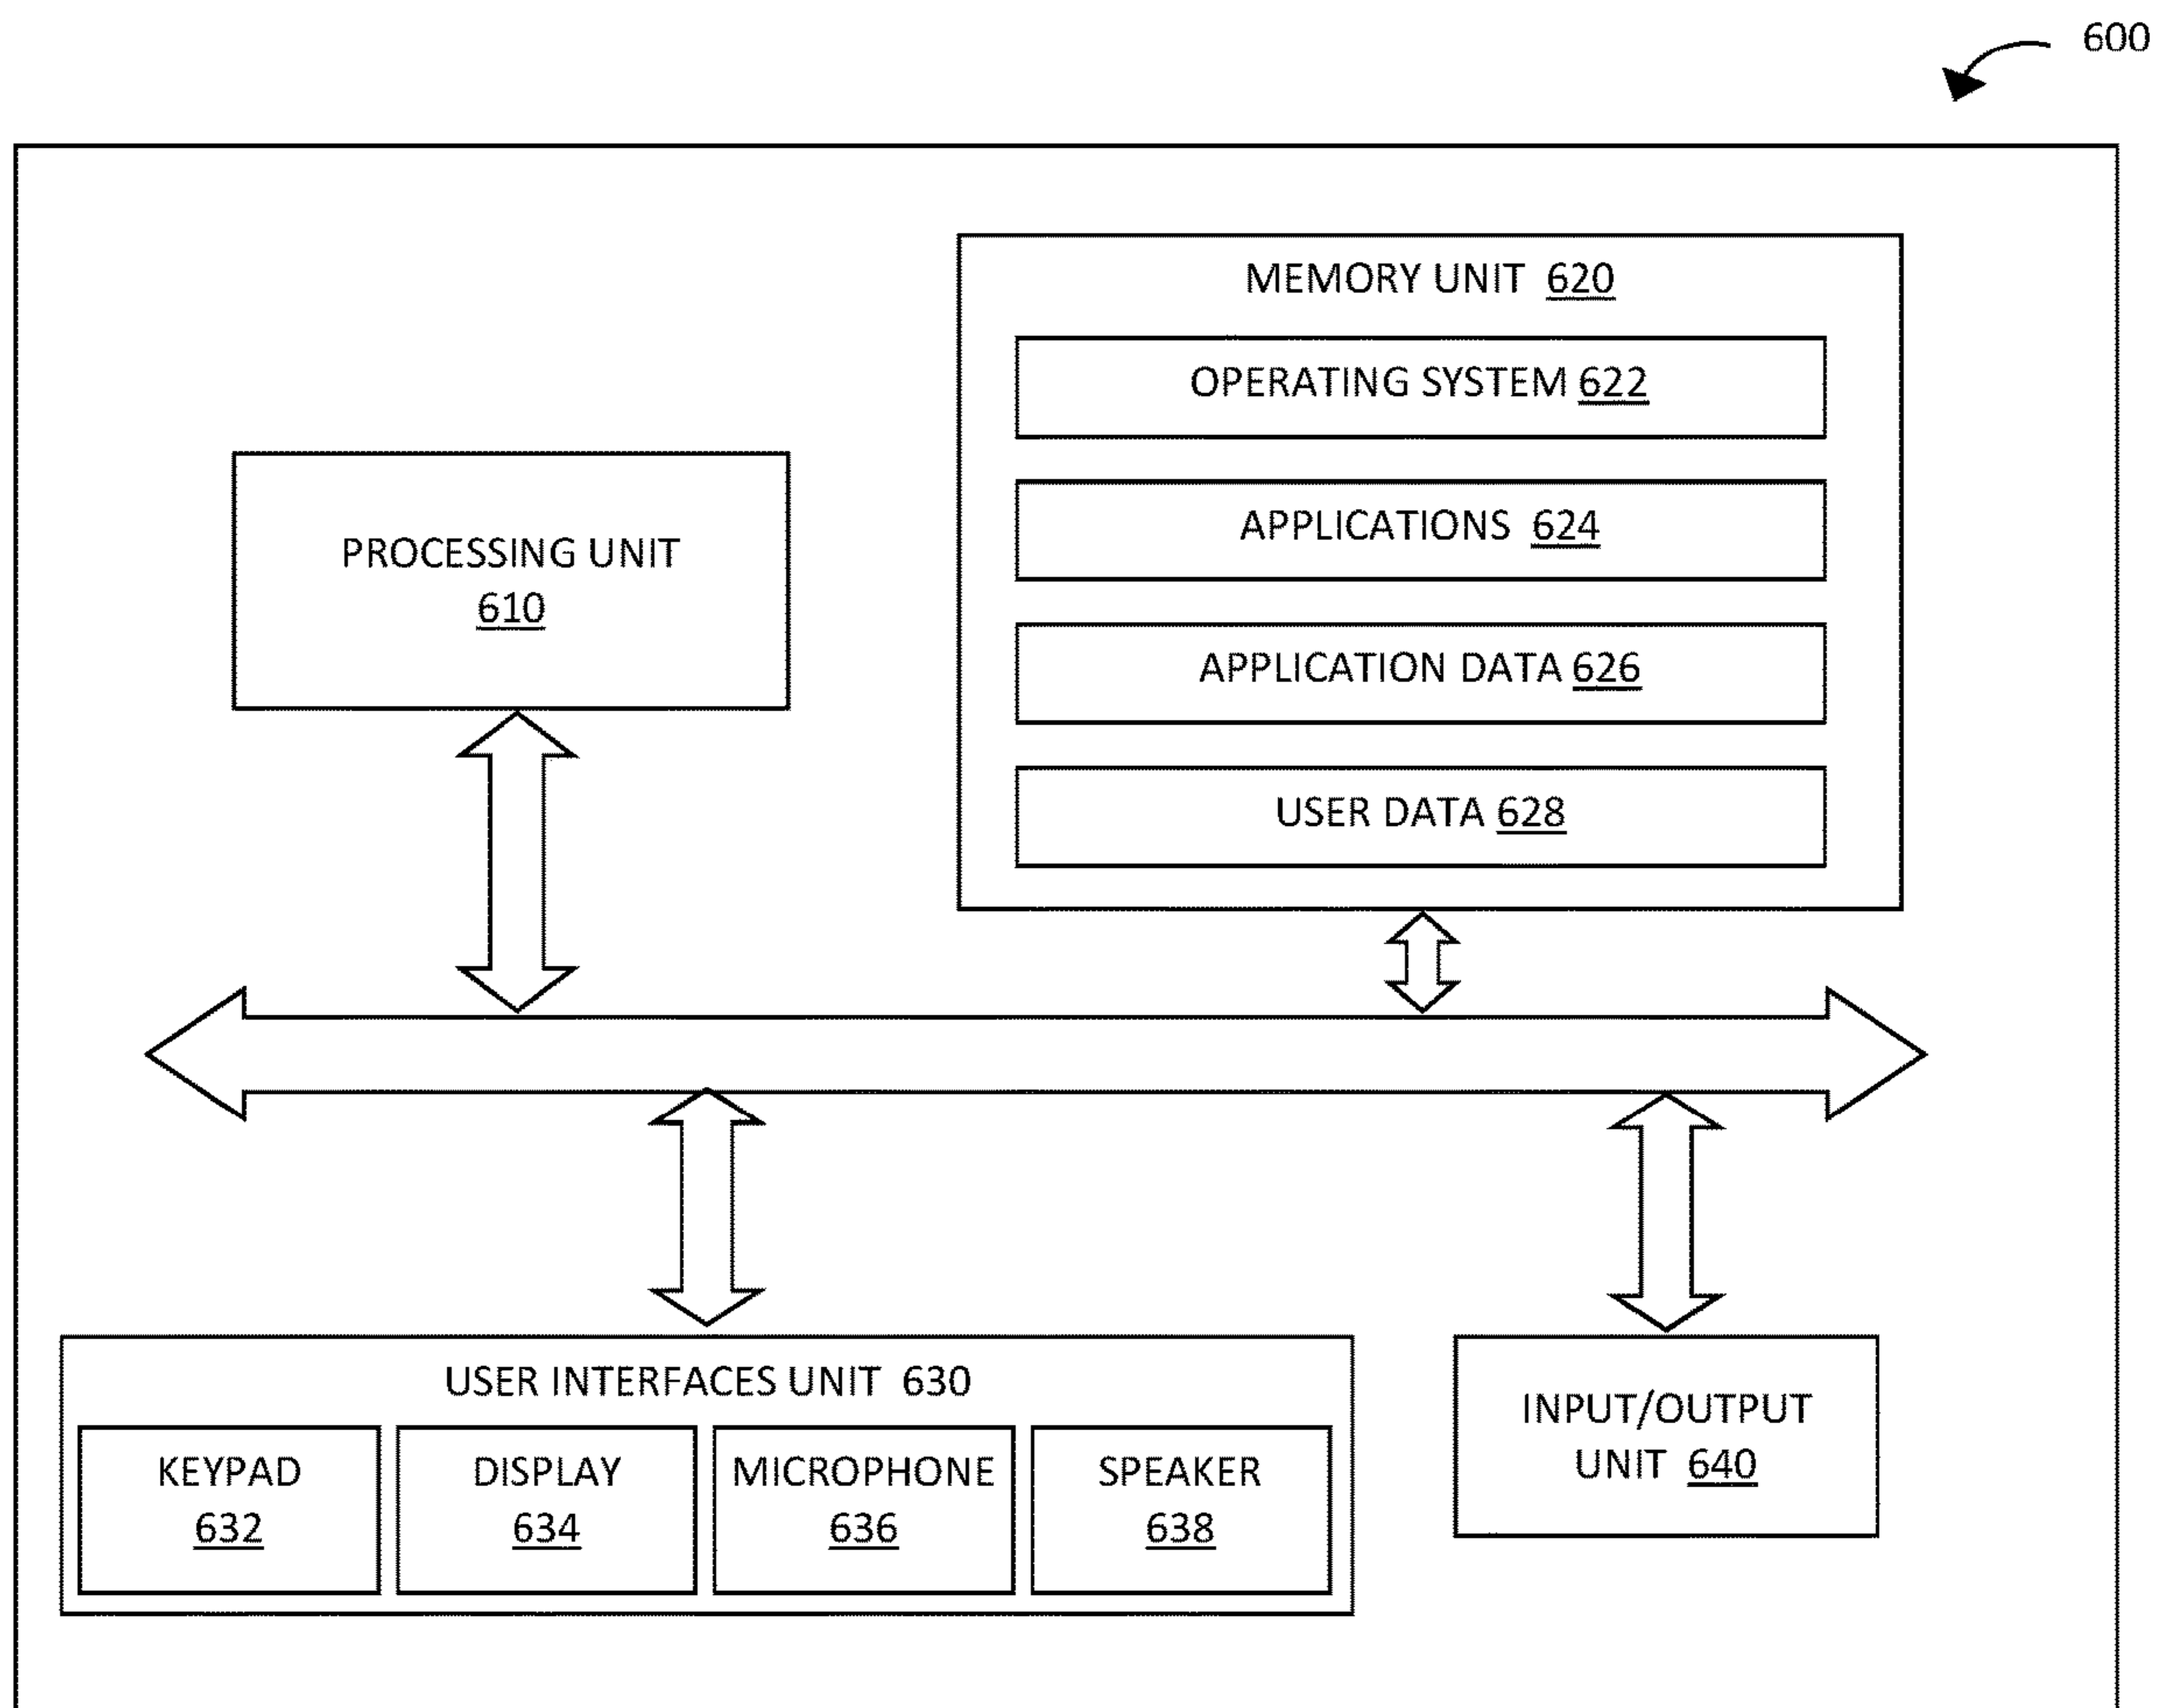 600
MEMORY UNIT 620
OPERATING SYSTEM 622
APPLICATIONS 624
APPLICATION DATA 626
USER DATA 628
PROCESSING UNIT
610
USER INTERFACES UNIT 630
KEYPAD
632
DISPLAY
634
MICROPHONE
636
SPEAKER
638
INPUT/OUTPUT
UNIT 640